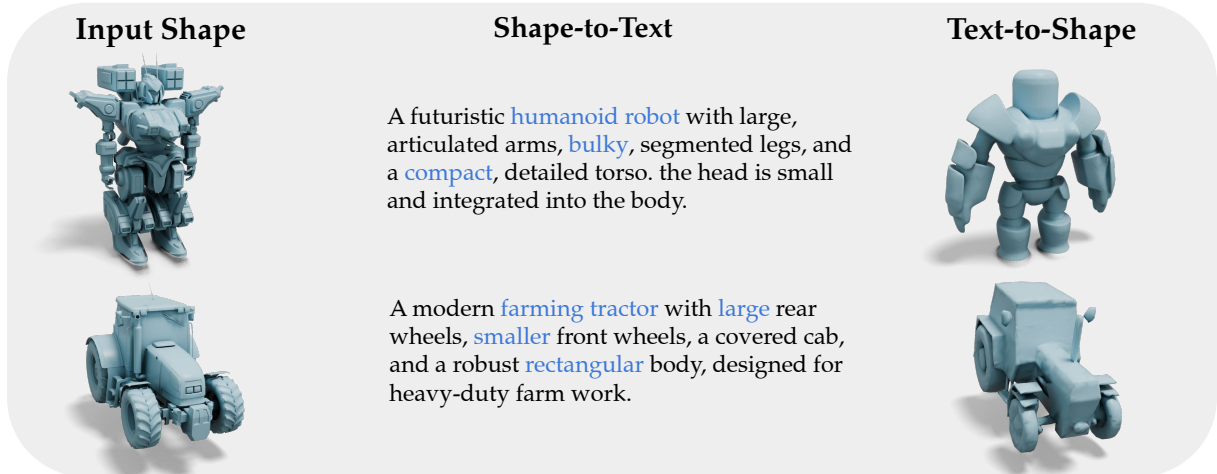 Input Shape
Shape-to-Text
Text-to-Shape
A futuristic humanoid robot with large,
articulated arms, bulky, segmented legs, and
a compact, detailed torso. the head is small
and integrated into the body.
A modern farming tractor with large rear
wheels, smaller front wheels, a covered cab,
and a robust rectangular body, designed for
heavy-duty farm work.